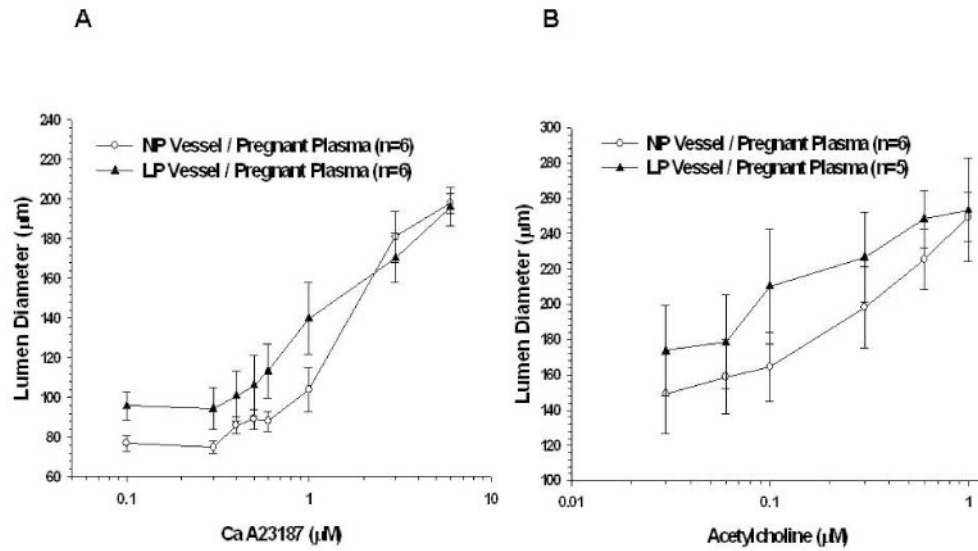 A
B
240
220
200
180
160
140
120
100
80
60
Lumen Diameter (μm)
NP Vessel / Pregnant Plasma (n=6)
LP Vessel / Pregnant Plasma (n=6)
0.1
1
10
Ca A23187 (μM)
300
280
260
240
220
200
180
160
140
120
100
Lumen Diameter (μm)
NP Vessel / Pregnant Plasma (n=6)
LP Vessel / Pregnant Plasma (n=5)
0.01
0.1
1
Acetylcholine (μM)